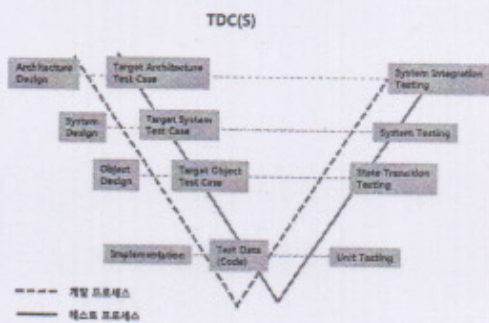 TDC(S)
Architecture
Design
Target Architecture
Test Case
System Integration
Testing
System
Design
Target System
Test Case
System Testing
Object
Design
Target Object
Test Case
State Transition
Testing
Implementation
Test Data
(Code)
Unit Testing
개발 프로세스
테스트 프로세스